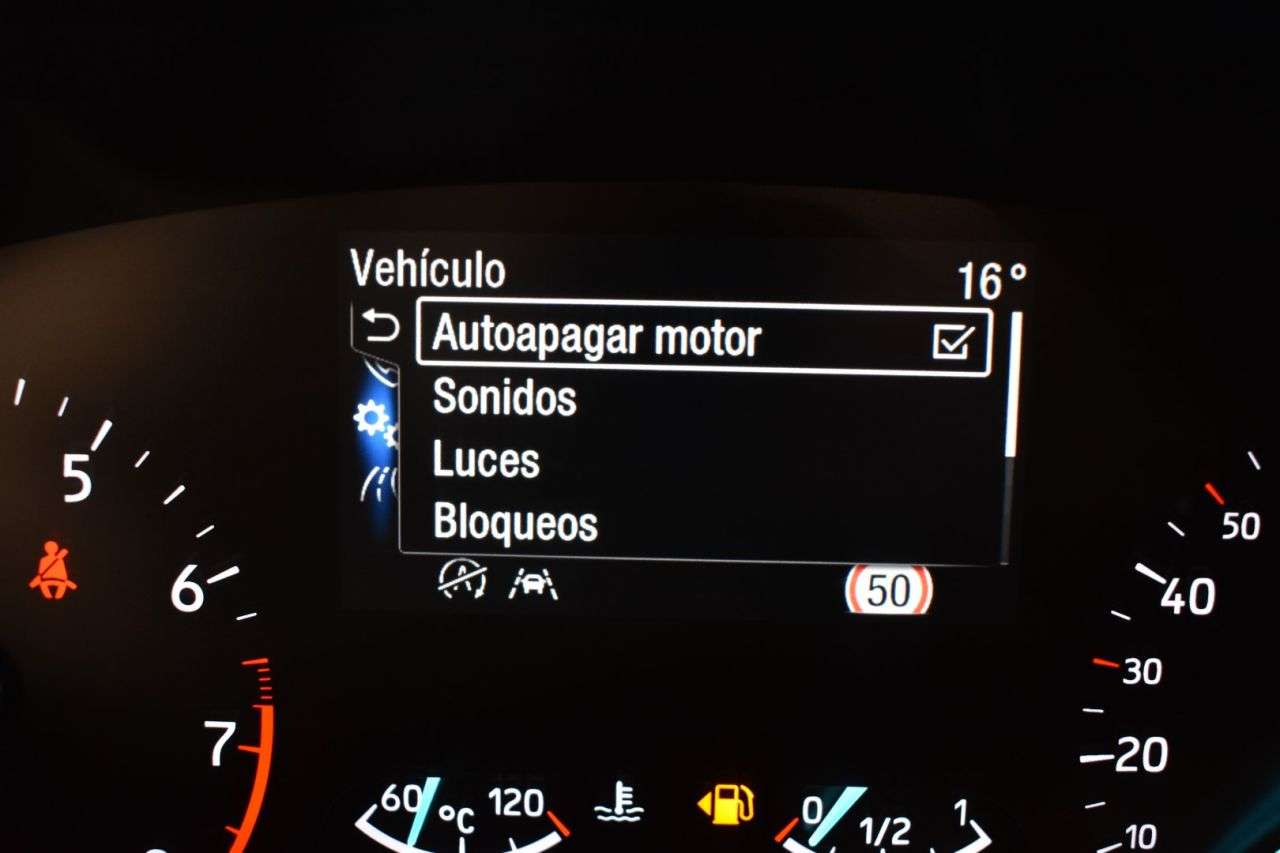 Vehículo 16°
Autoapagar motor
Sonidos
Luces
Bloqueos
A
50
5
6
7
60 °C 120
0 1/2 1
50
40
30
20
10